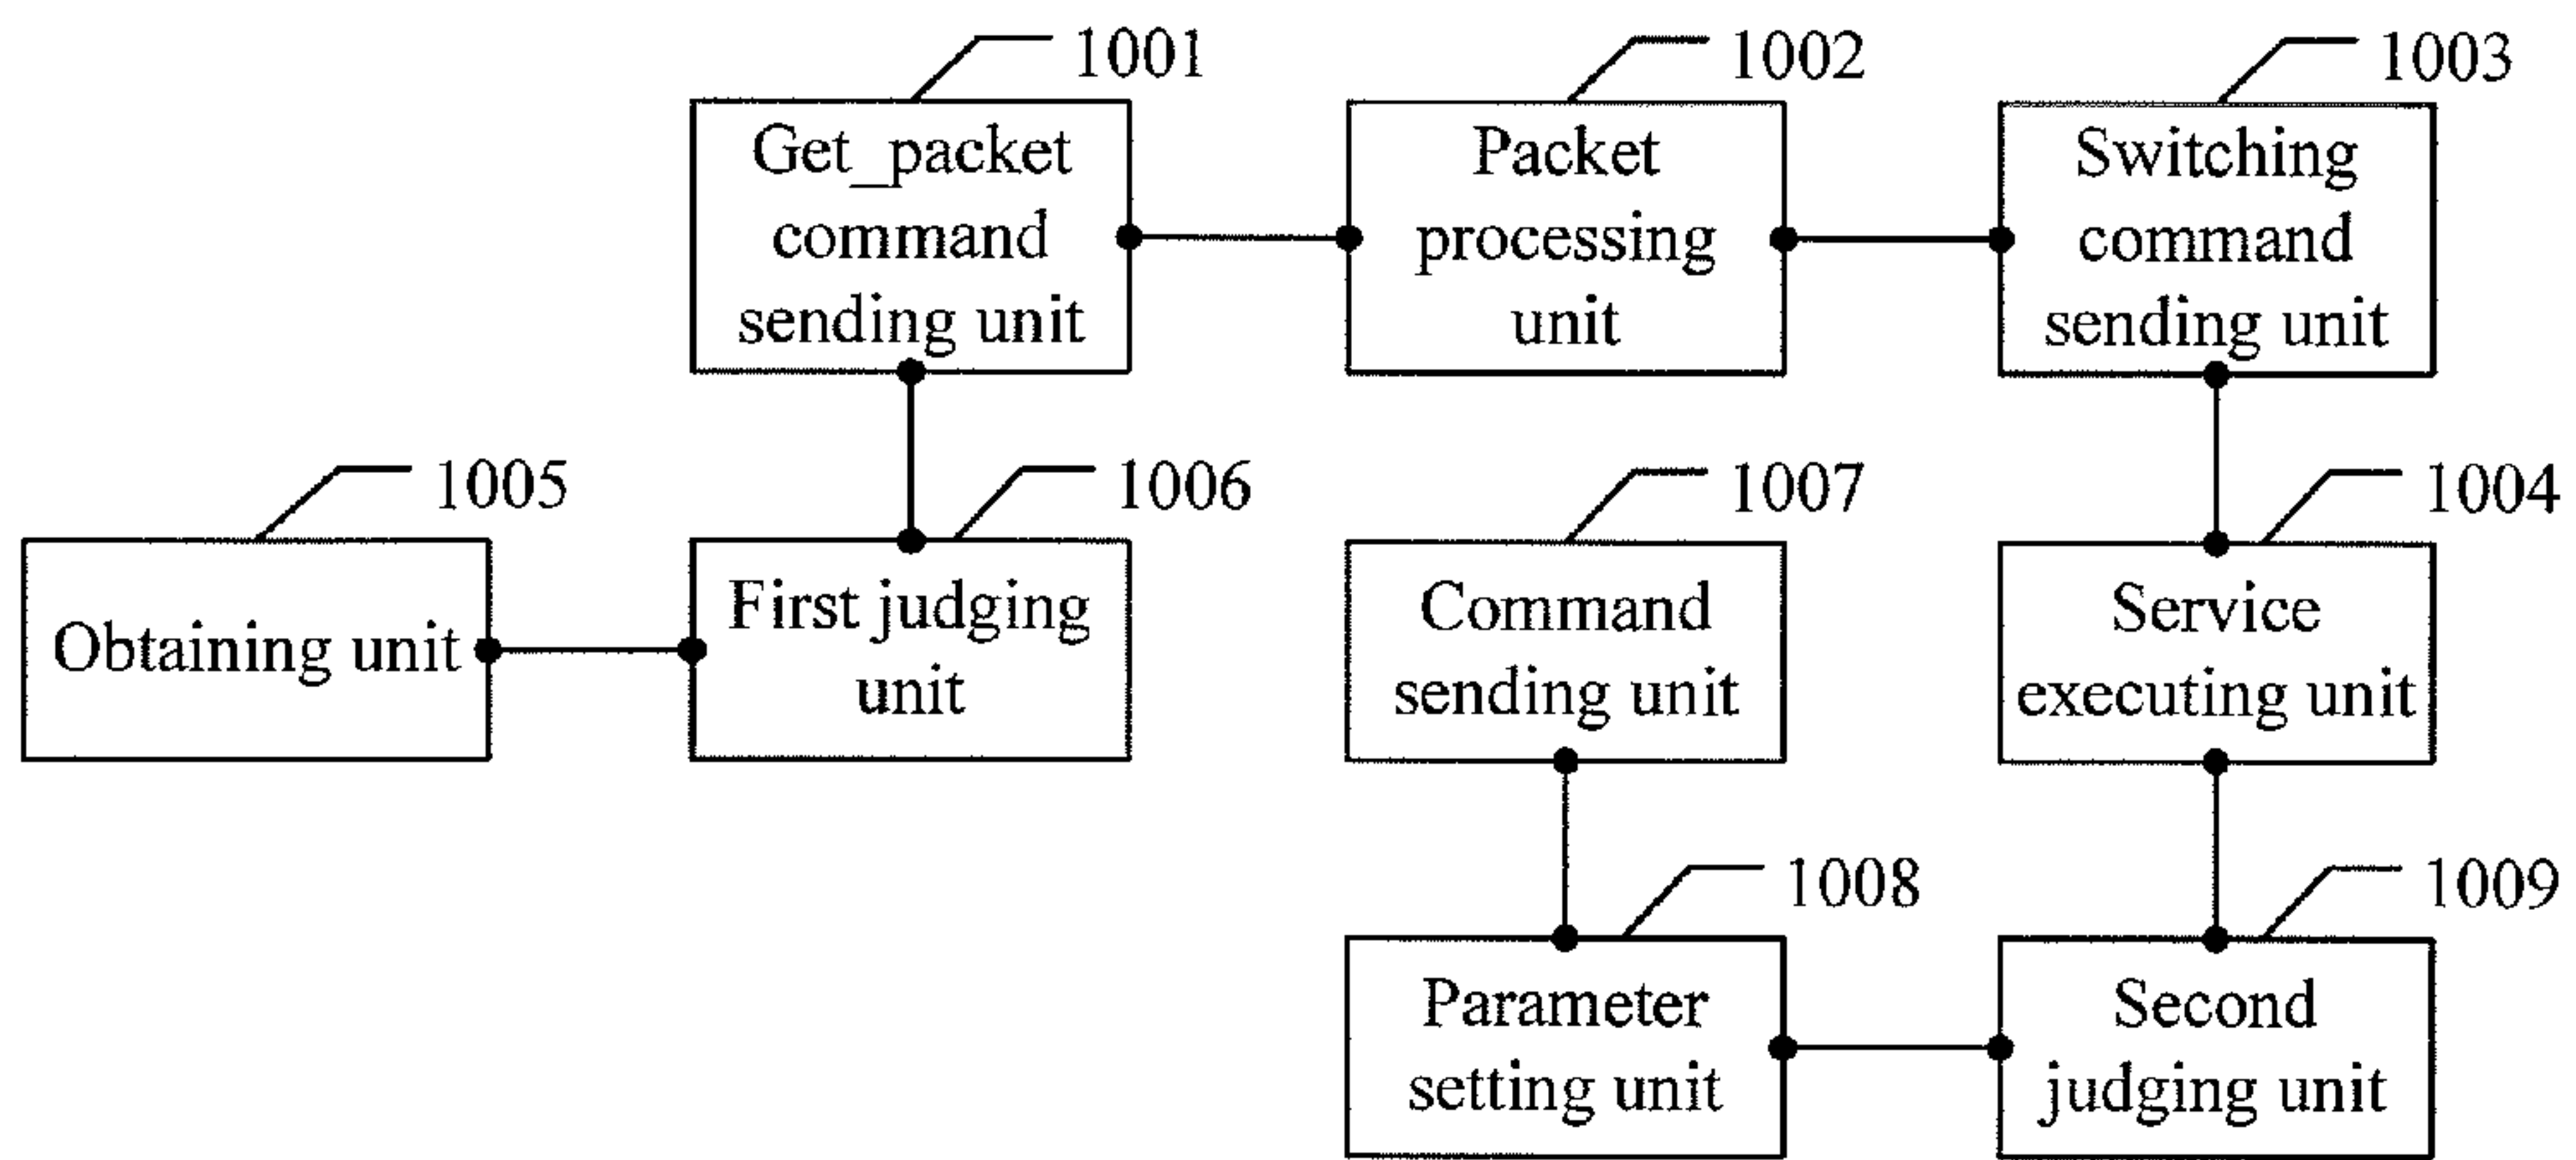 1001
1002
1003
Get_packet
command
sending unit
Packet
processing
unit
Switching
command
sending unit
1005
1006
1007
1004
Obtaining unit
First judging
unit
Command
sending unit
Service
executing unit
1008
1009
Parameter
setting unit
Second
judging unit